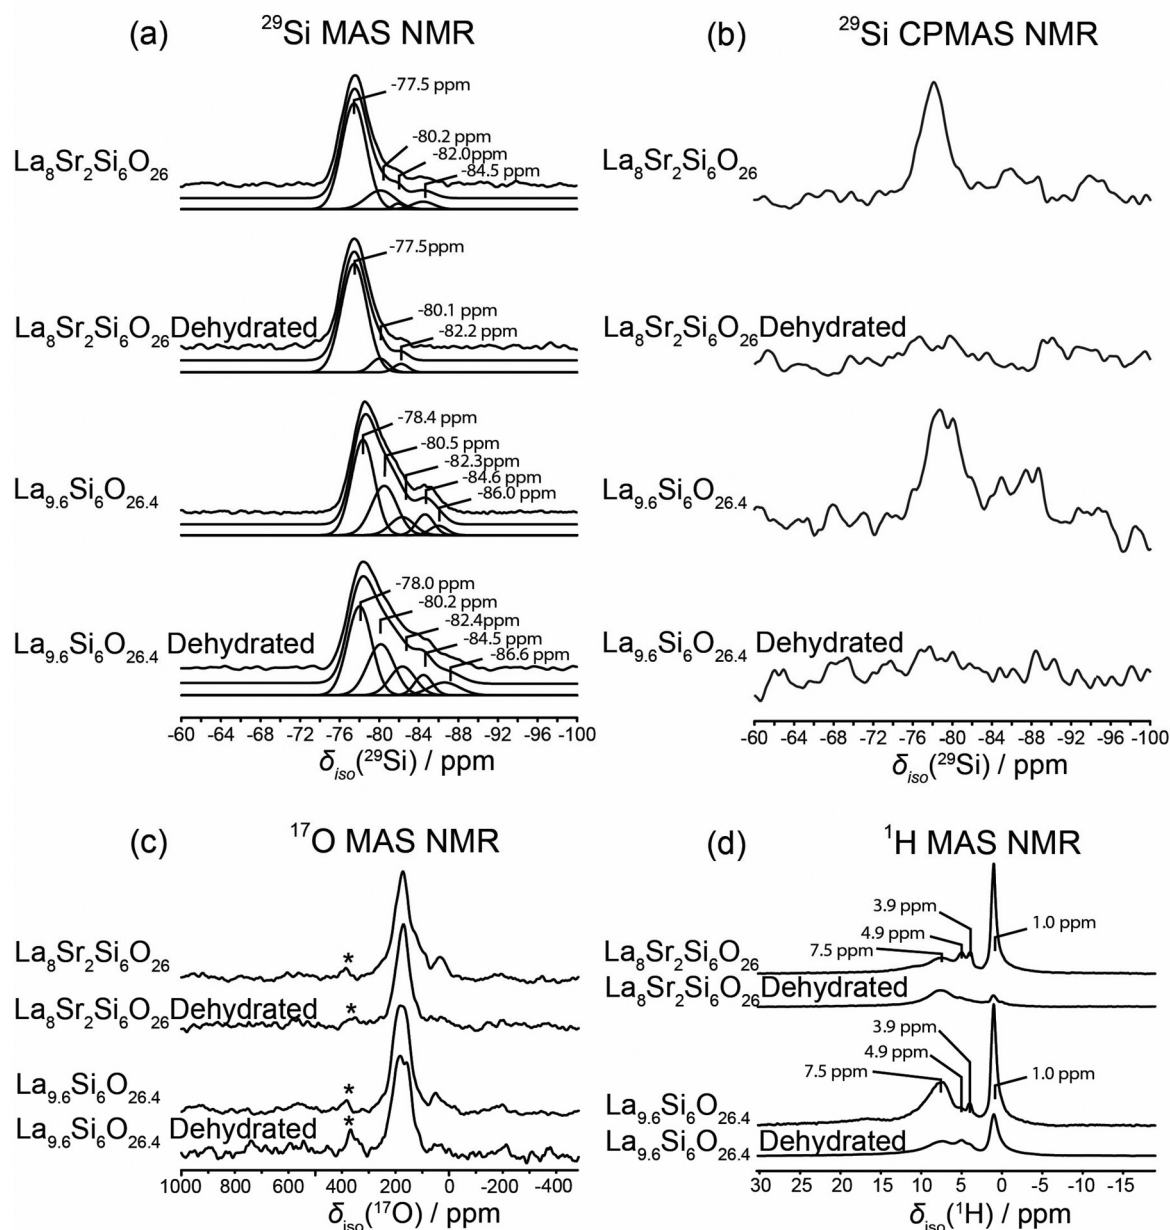 (a) ²⁹Si MAS NMR
-77.5 ppm
-80.2 ppm
-82.0ppm
-84.5 ppm
La₈Sr₂Si₆O₂₆
-77.5ppm
-80.1 ppm
-82.2 ppm
La₈Sr₂Si₆O₂₆ Dehydrated
-78.4 ppm
-80.5 ppm
-82.3ppm
-84.6 ppm
-86.0 ppm
La₉.₆Si₆O₂₆.₄
-78.0 ppm
-80.2 ppm
-82.4ppm
-84.5 ppm
-86.6 ppm
La₉.₆Si₆O₂₆.₄ Dehydrated
-60 -64 -68 -72 -76 -80 -84 -88 -92 -96 -100
δiso(²⁹Si) / ppm
(b) ²⁹Si CPMAS NMR
La₈Sr₂Si₆O₂₆
La₈Sr₂Si₆O₂₆ Dehydrated
La₉.₆Si₆O₂₆.₄
La₉.₆Si₆O₂₆.₄ Dehydrated
-60 -64 -68 -72 -76 -80 -84 -88 -92 -96 -100
δiso(²⁹Si) / ppm
(c) ¹⁷O MAS NMR
La₈Sr₂Si₆O₂₆
*
La₈Sr₂Si₆O₂₆ Dehydrated
*
La₉.₆Si₆O₂₆.₄
*
La₉.₆Si₆O₂₆.₄ Dehydrated
*
1000 800 600 400 200 0 -200 -400
δiso(¹⁷O) / ppm
(d) ¹H MAS NMR
3.9 ppm
4.9 ppm
1.0 ppm
7.5 ppm
La₈Sr₂Si₆O₂₆
La₈Sr₂Si₆O₂₆ Dehydrated
3.9 ppm
4.9 ppm
7.5 ppm
1.0 ppm
La₉.₆Si₆O₂₆.₄
La₉.₆Si₆O₂₆.₄ Dehydrated
30 25 20 15 10 5 0 -5 -10 -15
δiso(¹H) / ppm